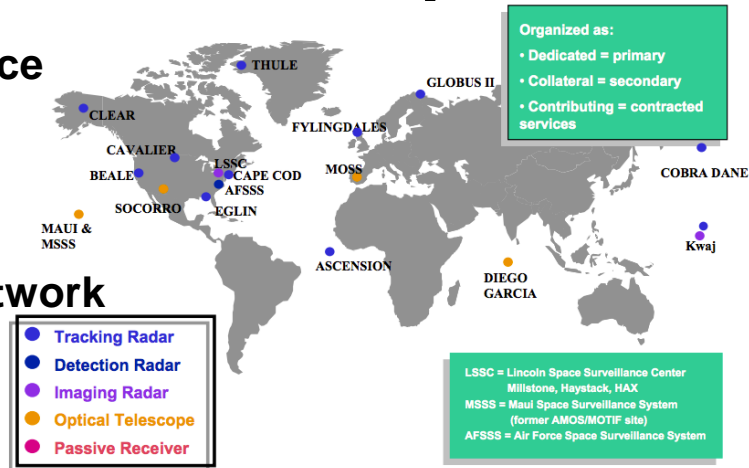 ce
Organized as:
• Dedicated = primary
• Collateral = secondary
• Contributing = contracted
services
THULE
GLOBUS II
CLEAR
FYLINGDALES
CAVALIER
LSSC
MOSS
BEALE
CAPE COD
COBRA DANE
AFSSS
SOCORRO
EGLIN
MAUI &
MSSS
Kwaj
ASCENSION
DIEGO
GARCIA
twork
Tracking Radar
Detection Radar
Imaging Radar
Optical Telescope
Passive Receiver
LSSC = Lincoln Space Surveillance Center
Millstone, Haystack, HAX
MSSS = Maui Space Surveillance System
(former AMOS/MOTIF site)
AFSSS = Air Force Space Surveillance System